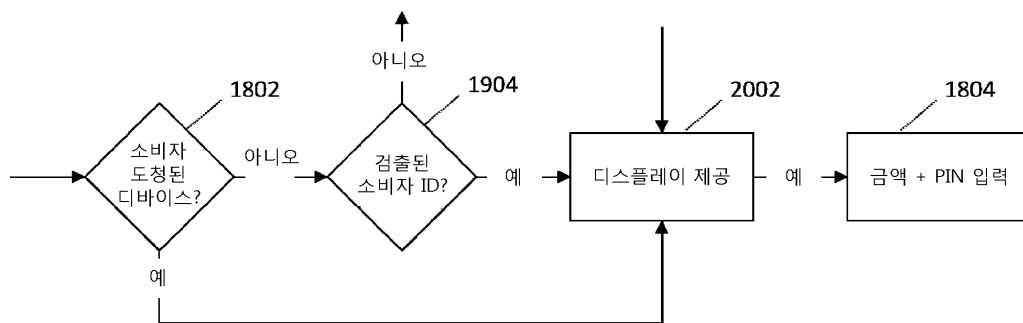 1802
소비자
도청된
디바이스?
아니오
예
아니오
1904
검출된
소비자 ID?
예
2002
디스플레이 제공
예
1804
금액 + PIN 입력